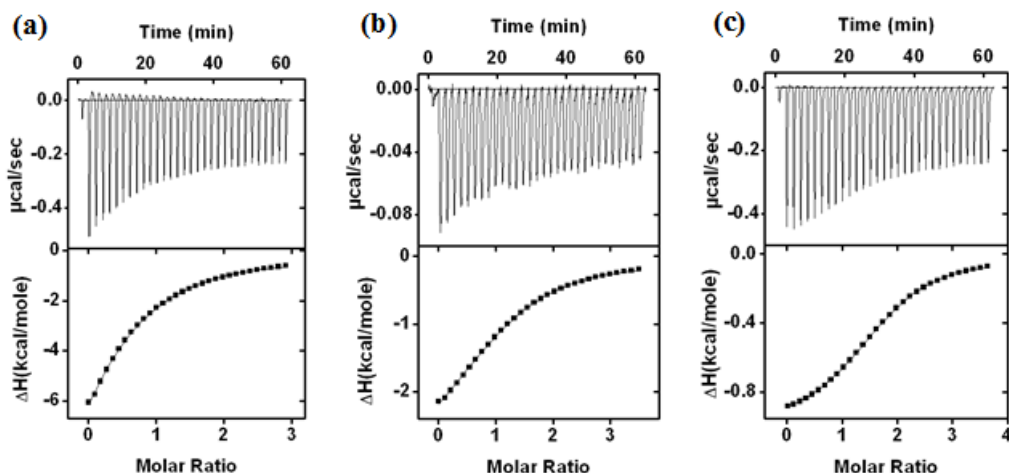 (a)
Time (min)
0 20 40 60
0.0
-0.2
-0.4
µcal/sec
0
-2
-4
-6
ΔH(kcal/mole)
0 1 2 3
Molar Ratio
(b)
Time (min)
0 20 40 60
0.00
-0.04
-0.08
µcal/sec
0
-1
-2
ΔH(kcal/mole)
0 1 2 3
Molar Ratio
(c)
Time (min)
0 20 40 60
0.0
-0.2
-0.4
µcal/sec
0.0
-0.4
-0.8
ΔH(kcal/mole)
0 1 2 3 4
Molar Ratio